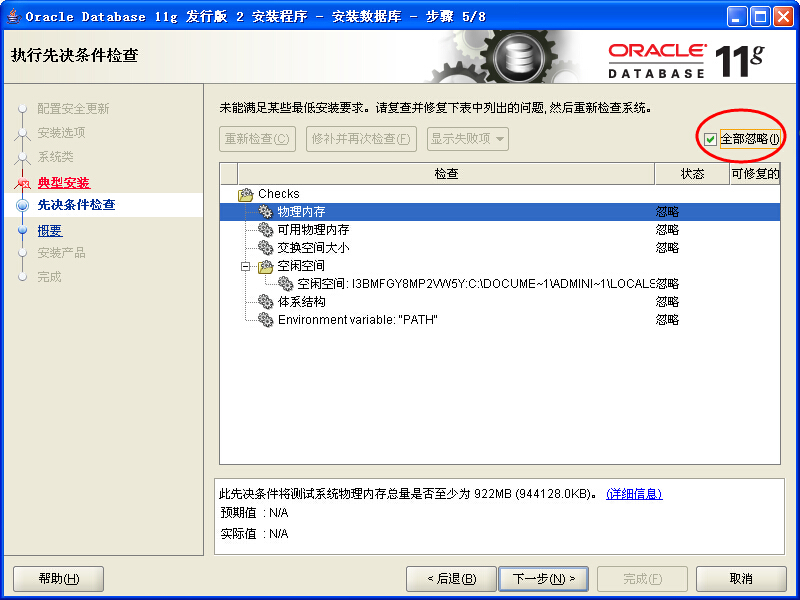 Oracle Database 11g 发行版 2 安装程序 - 安装数据库 - 步骤 5/8
执行先决条件检查
ORACLE
DATABASE 11g
配置安全更新
安装选项
系统类
典型安装
先决条件检查
概要
安装产品
完成
未能满足某些最低安装要求。请复查并修复下表中列出的问题, 然后重新检查系统。
重新检查(C) 修补并再次检查(F) 显示失败项 全部忽略(I)
检查 状态 可修复的
Checks
物理内存 忽略
可用物理内存 忽略
交换空间大小 忽略
空闲空间
空闲空间: I3BMFGY8MP2VW5Y:C:\DOCUME~1\ADMINI~1\LOCALS 忽略
体系结构 忽略
Environment variable: "PATH" 忽略
此先决条件将测试系统物理内存总量是否至少为 922MB (944128.0KB)。 (详细信息)
预期值 : N/A
实际值 : N/A
帮助(H) < 后退(B) 下一步(N) > 完成(F) 取消